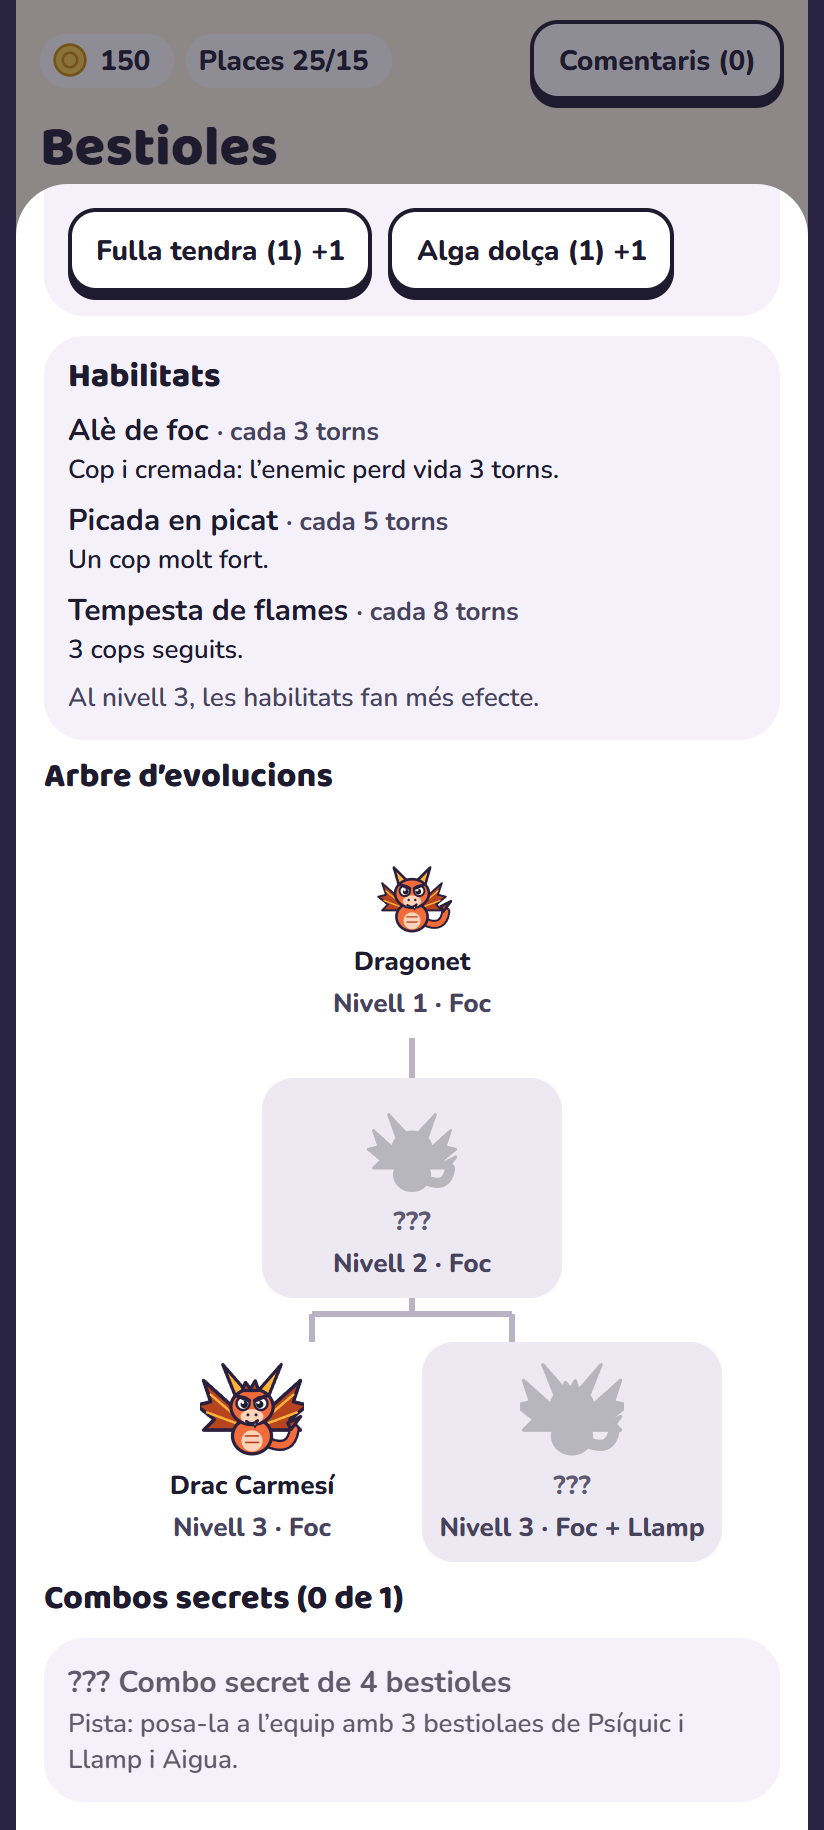 150
Places 25/15
Comentaris (0)
Bestioles
Fulla tendra (1) +1
Alga dolça (1) +1
Habilitats
Alè de foc · cada 3 torns
Cop i cremada: l’enemic perd vida 3 torns.
Picada en picat · cada 5 torns
Un cop molt fort.
Tempesta de flames · cada 8 torns
3 cops seguits.
Al nivell 3, les habilitats fan més efecte.
Arbre d’evolucions
Dragonet
Nivell 1 · Foc
???
Nivell 2 · Foc
Drac Carmesí
Nivell 3 · Foc
???
Nivell 3 · Foc + Llamp
Combos secrets (0 de 1)
??? Combo secret de 4 bestioles
Pista: posa-la a l’equip amb 3 bestiolaes de Psíquic i
Llamp i Aigua.